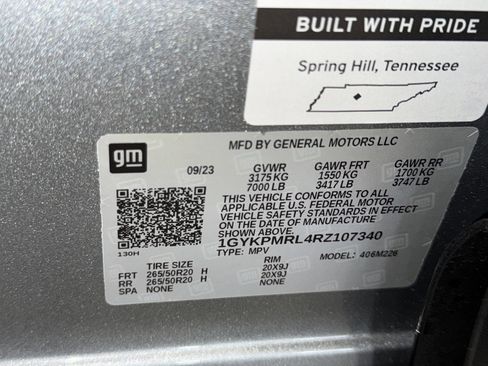 BUILT WITH PRIDE
Spring Hill, Tennessee
gm
MFD BY GENERAL MOTORS LLC
09/23 GVWR GAWR FRT GAWR RR
3175 KG 1550 KG 1700 KG
7000 LB 3417 LB 3747 LB
THIS VEHICLE CONFORMS TO ALL
APPLICABLE U.S. FEDERAL MOTOR
VEHICLE SAFETY STANDARDS IN EFFECT
ON THE DATE OF MANUFACTURE
SHOWN ABOVE.
1GYKPMRL4RZ107340
130H TYPE: MPV MODEL: 406M226
TIRE SIZE RIM
FRT 265/50R20 H 20X9J
RR 265/50R20 H 20X9J
SPA NONE NONE